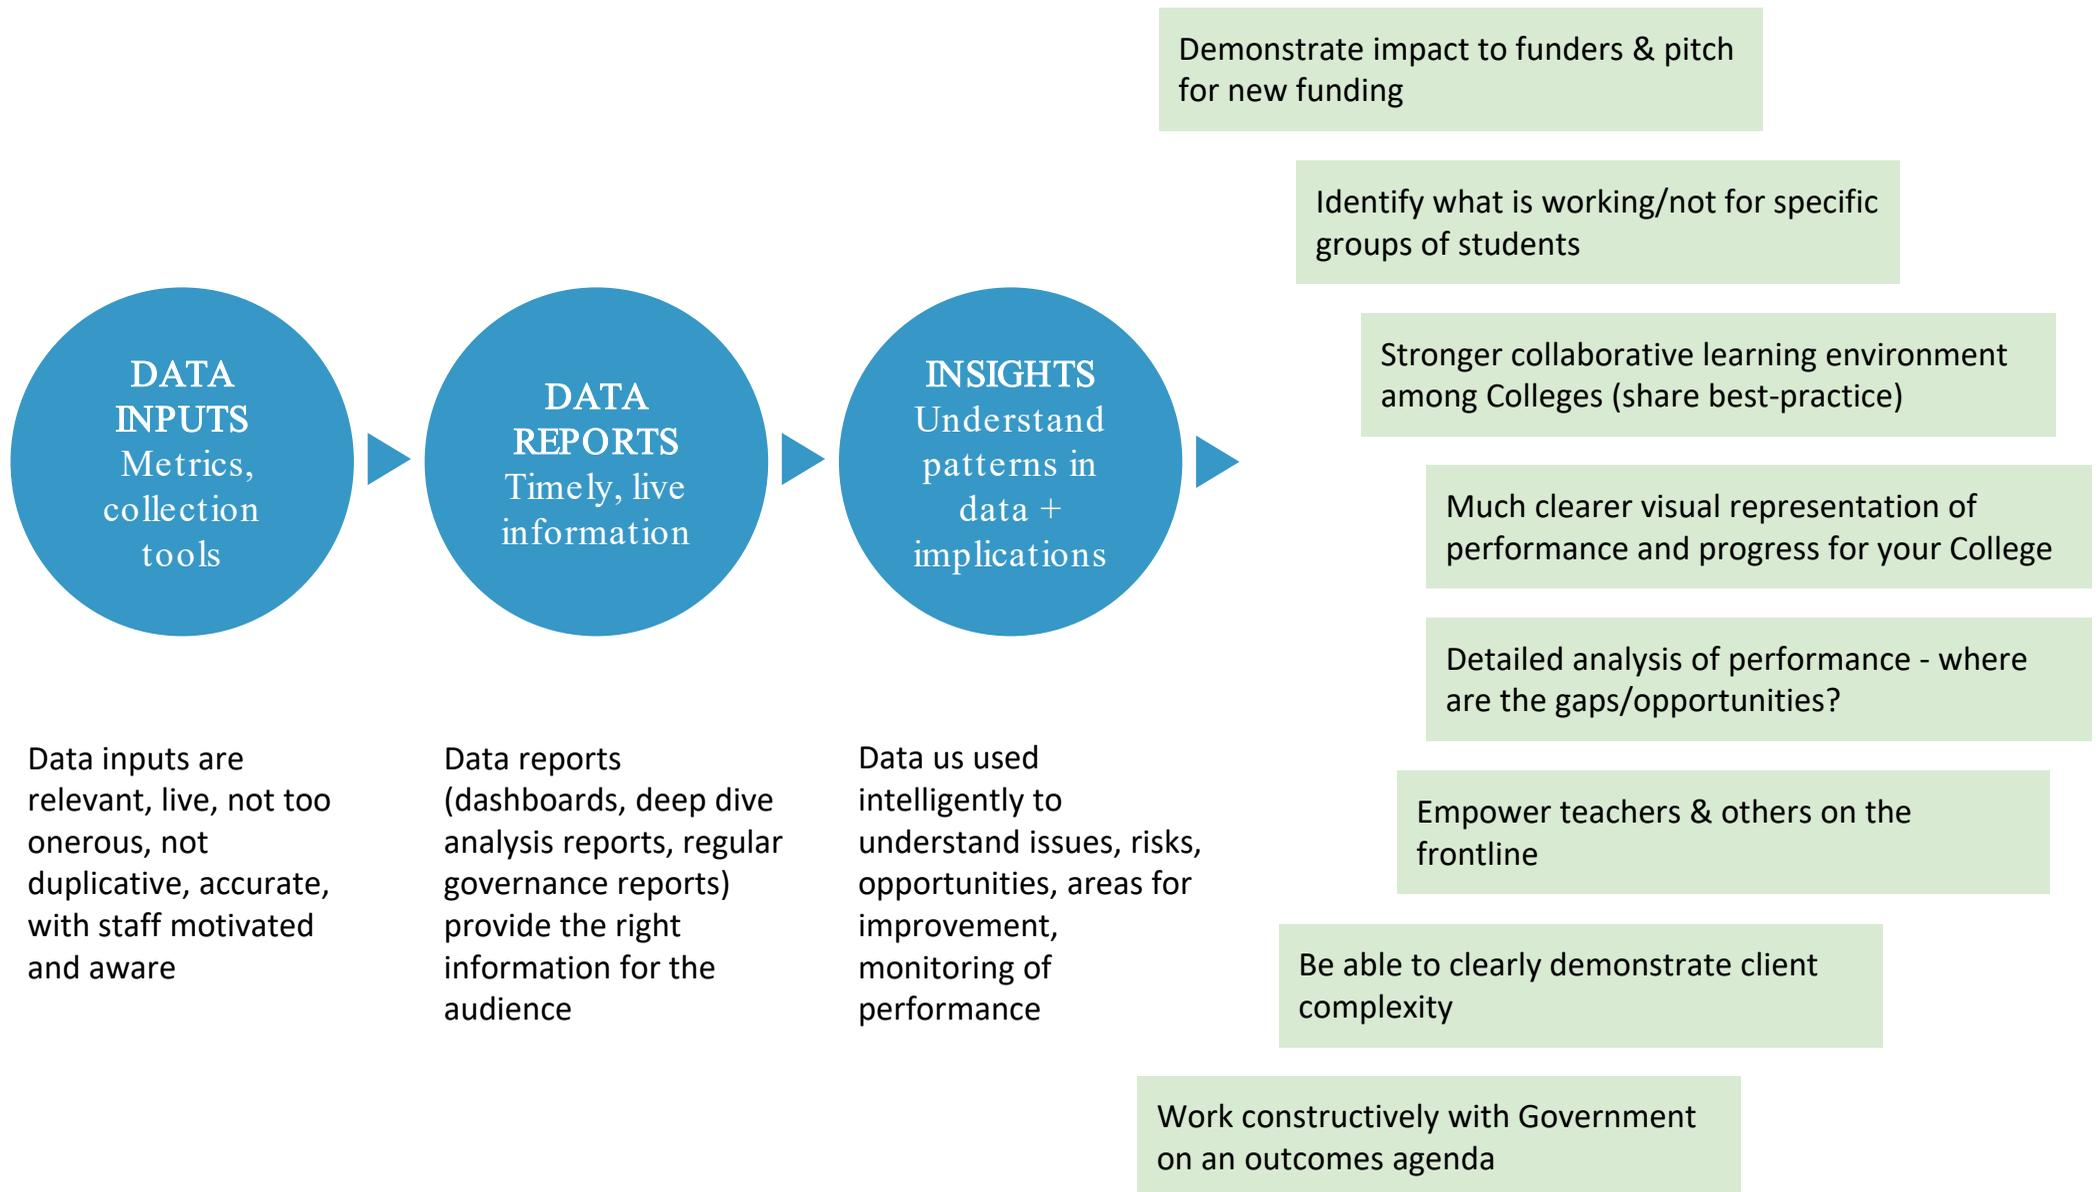 DATA
INPUTS
Metrics,
collection
tools
DATA
REPORTS
Timely, live
information
INSIGHTS
Understand
patterns in
data +
implications
Data inputs are
relevant, live, not too
onerous, not
duplicative, accurate,
with staff motivated
and aware
Data reports
(dashboards, deep dive
analysis reports, regular
governance reports)
provide the right
information for the
audience
Data us used
intelligently to
understand issues, risks,
opportunities, areas for
improvement,
monitoring of
performance
Demonstrate impact to funders & pitch
for new funding
Identify what is working/not for specific
groups of students
Stronger collaborative learning environment
among Colleges (share best-practice)
Much clearer visual representation of
performance and progress for your College
Detailed analysis of performance - where
are the gaps/opportunities?
Empower teachers & others on the
frontline
Be able to clearly demonstrate client
complexity
Work constructively with Government
on an outcomes agenda